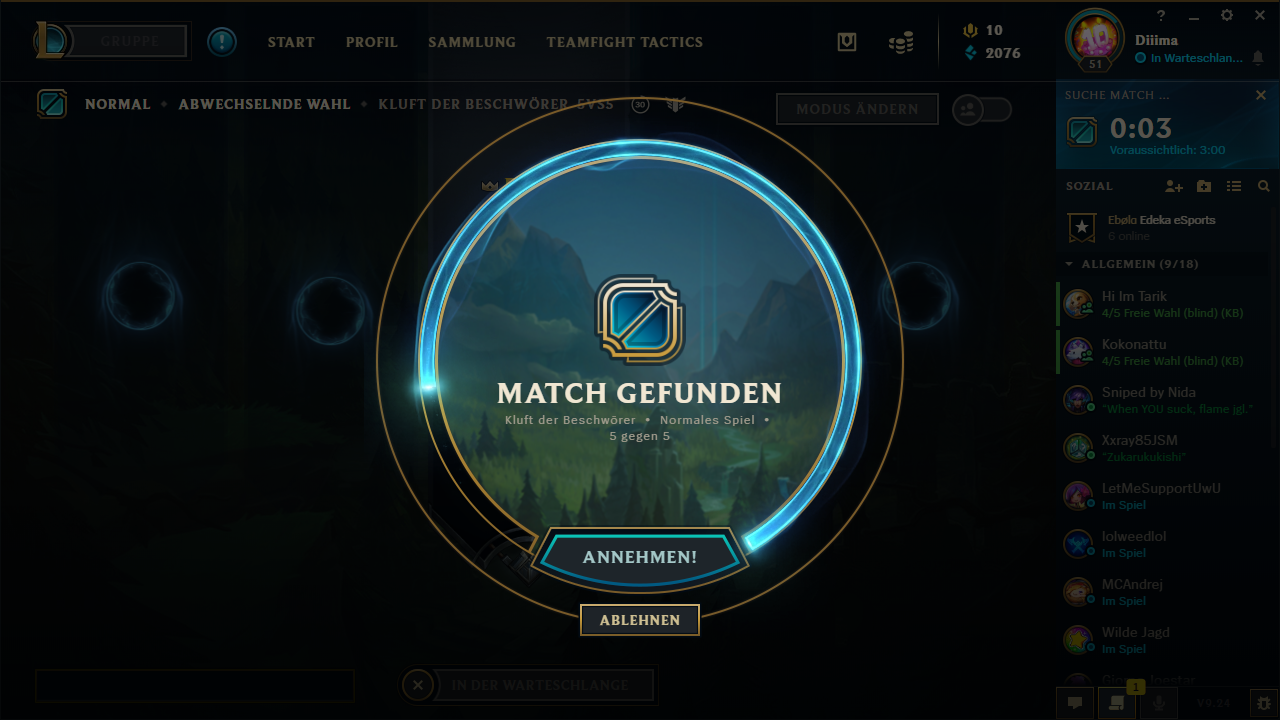 GRUPPE
START
PROFIL
SAMMLUNG
TEAMFIGHT TACTICS
10
2076
Diiima
In Warteschlan...
51
NORMAL • ABWECHSELNDE WAHL • KLUFT DER BESCHWÖRER 5VS5
30
MODUS ÄNDERN
SUCHE MATCH ...
0:03
Voraussichtlich: 3:00
SOZIAL
Ebøla Edeka eSports
6 online
ALLGEMEIN (9/18)
Hi Im Tarik
4/5 Freie Wahl (blind) (KB)
Kokonattu
4/5 Freie Wahl (blind) (KB)
Sniped by Nida
"When YOU suck, flame jgl."
Xxray85JSM
"Zukarukukishi"
LetMeSupportUwU
Im Spiel
lolweedlol
Im Spiel
MCAndrej
Im Spiel
Wilde Jagd
Im Spiel
MATCH GEFUNDEN
Kluft der Beschwörer • Normales Spiel •
5 gegen 5
ANNEHMEN!
ABLEHNEN
IN DER WARTESCHLANGE
1